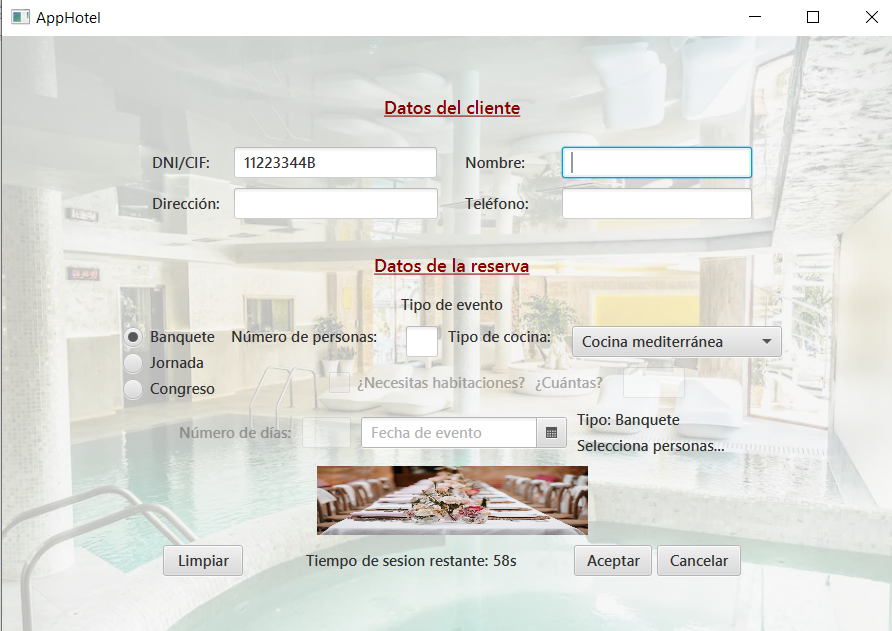 AppHotel
Datos del cliente
DNI/CIF: 11223344B Nombre:
Dirección: Teléfono:
Datos de la reserva
Tipo de evento
Banquete Número de personas: Tipo de cocina: Cocina mediterránea
Jornada
¿Necesitas habitaciones? ¿Cuántas?
Congreso
Número de días: Fecha de evento Tipo: Banquete
Selecciona personas...
Limpiar Tiempo de sesion restante: 58s Aceptar Cancelar